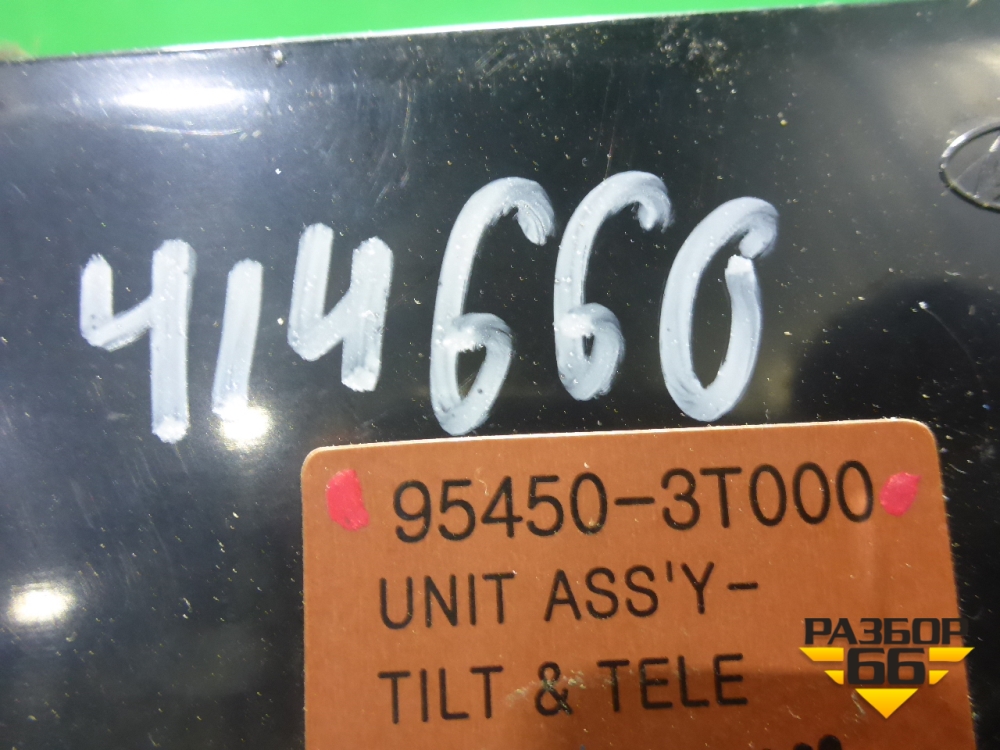 414660
95450-3T000
UNIT ASS'Y-
TILT & TELE
РАЗБОР
66